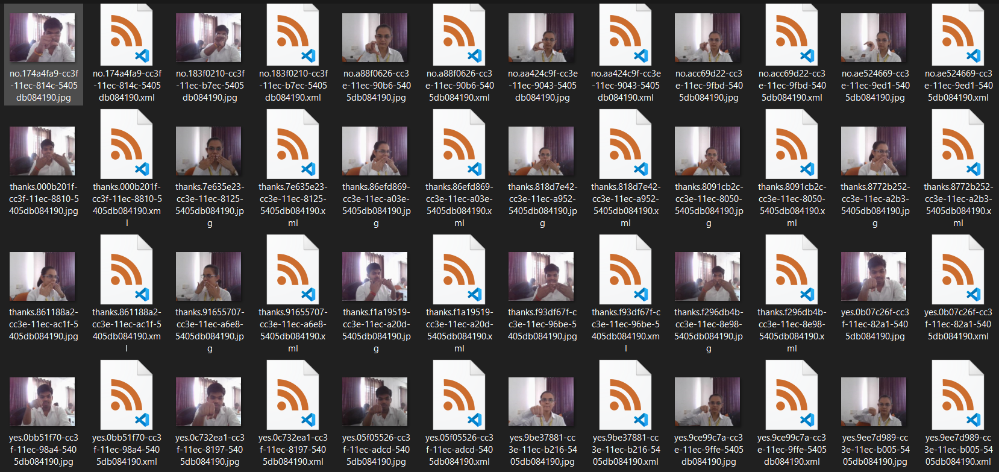 no.174a4fa9-cc3f
-11ec-814c-5405
db084190.jpg
no.174a4fa9-cc3f
-11ec-814c-5405
db084190.xml
no.183f0210-cc3f
-11ec-b7ec-5405
db084190.jpg
no.183f0210-cc3f
-11ec-b7ec-5405
db084190.xml
no.a88f0626-cc3
e-11ec-90b6-540
5db084190.jpg
no.a88f0626-cc3
e-11ec-90b6-540
5db084190.xml
no.aa424c9f-cc3e
-11ec-9043-5405
db084190.jpg
no.aa424c9f-cc3e
-11ec-9043-5405
db084190.xml
no.acc69d22-cc3
e-11ec-9fbd-540
5db084190.jpg
no.acc69d22-cc3
e-11ec-9fbd-540
5db084190.xml
no.ae524669-cc3
e-11ec-9ed1-540
5db084190.jpg
no.ae524669-cc3
e-11ec-9ed1-540
5db084190.xml
thanks.000b201f-
cc3f-11ec-8810-5
405db084190.jpg
thanks.000b201f-
cc3f-11ec-8810-5
405db084190.xm
l
thanks.7e635e23-
cc3e-11ec-8125-
5405db084190.jp
g
thanks.7e635e23-
cc3e-11ec-8125-
5405db084190.x
ml
thanks.86efd869-
cc3e-11ec-a03e-
5405db084190.jp
g
thanks.86efd869-
cc3e-11ec-a03e-
5405db084190.x
ml
thanks.818d7e42-
cc3e-11ec-a952-
5405db084190.jp
g
thanks.818d7e42-
cc3e-11ec-a952-
5405db084190.x
ml
thanks.8091cb2c-
cc3e-11ec-8050-
5405db084190.jp
g
thanks.8091cb2c-
cc3e-11ec-8050-
5405db084190.x
ml
thanks.8772b252-
cc3e-11ec-a2b3-
5405db084190.jp
g
thanks.8772b252-
cc3e-11ec-a2b3-
5405db084190.x
ml
thanks.861188a2-
cc3e-11ec-ac1f-5
405db084190.jpg
thanks.861188a2-
cc3e-11ec-ac1f-5
405db084190.xm
l
thanks.91655707-
cc3e-11ec-a6e8-
5405db084190.jp
g
thanks.91655707-
cc3e-11ec-a6e8-
5405db084190.x
ml
thanks.f1a19519-
cc3e-11ec-a20d-
5405db084190.jp
g
thanks.f1a19519-
cc3e-11ec-a20d-
5405db084190.x
ml
thanks.f93df67f-c
c3e-11ec-96be-5
405db084190.jpg
thanks.f93df67f-c
c3e-11ec-96be-5
405db084190.xm
l
thanks.f296db4b-
cc3e-11ec-8e98-
5405db084190.jp
g
thanks.f296db4b-
cc3e-11ec-8e98-
5405db084190.x
ml
yes.0b07c26f-cc3
f-11ec-82a1-540
5db084190.jpg
yes.0b07c26f-cc3
f-11ec-82a1-540
5db084190.xml
yes.0bb51f70-cc3
f-11ec-98a4-540
5db084190.jpg
yes.0bb51f70-cc3
f-11ec-98a4-540
5db084190.xml
yes.0c732ea1-cc3
f-11ec-8197-540
5db084190.jpg
yes.0c732ea1-cc3
f-11ec-8197-540
5db084190.xml
yes.05f05526-cc3
f-11ec-adcd-540
5db084190.jpg
yes.05f05526-cc3
f-11ec-adcd-540
5db084190.xml
yes.9be37881-cc
3e-11ec-b216-54
05db084190.jpg
yes.9be37881-cc
3e-11ec-b216-54
05db084190.xml
yes.9ce99c7a-cc3
e-11ec-9ffe-5405
db084190.jpg
yes.9ce99c7a-cc3
e-11ec-9ffe-5405
db084190.xml
yes.9ee7d989-cc
3e-11ec-b005-54
05db084190.jpg
yes.9ee7d989-cc
3e-11ec-b005-54
05db084190.xml